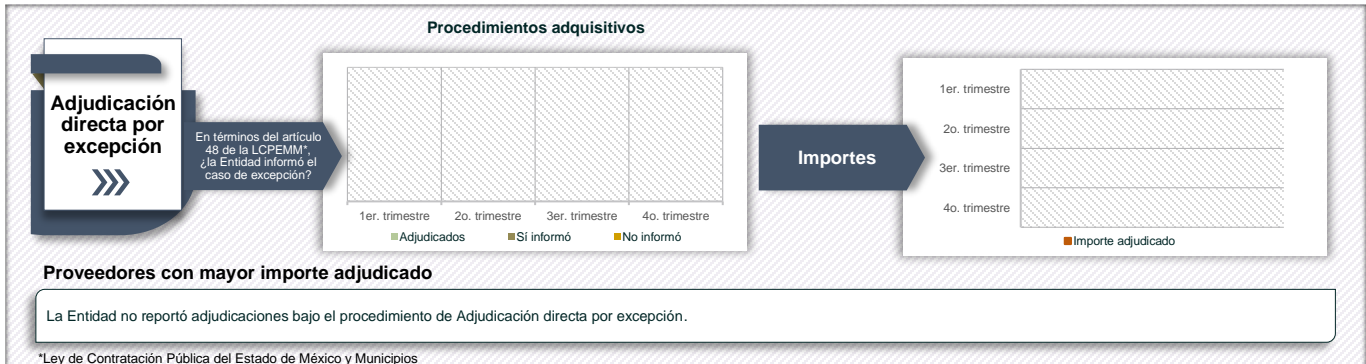 Procedimientos adquisitivos
Adjudicación
directa por
excepción
En términos del artículo
48 de la LCPEMM*,
¿la Entidad informó el
caso de excepción?
1er. trimestre
2o. trimestre
3er. trimestre
4o. trimestre
Adjudicados
Sí informó
No informó
Importes
1er. trimestre
2o. trimestre
3er. trimestre
4o. trimestre
Importe adjudicado
Proveedores con mayor importe adjudicado
La Entidad no reportó adjudicaciones bajo el procedimiento de Adjudicación directa por excepción.
*Ley de Contratación Pública del Estado de México y Municipios